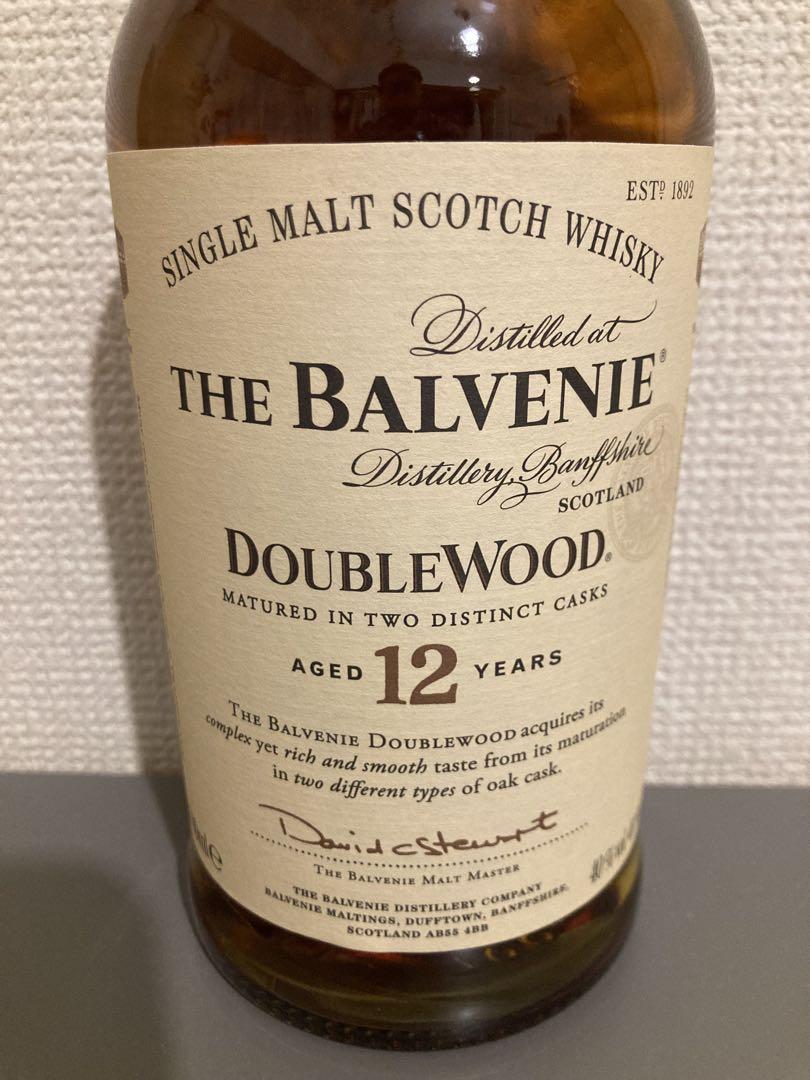 ESTD 1892
SINGLE MALT SCOTCH WHISKY
Distilled at
THE BALVENIE®
Distillery, Banffshire
SCOTLAND
DOUBLEWOOD®
MATURED IN TWO DISTINCT CASKS
AGED 12 YEARS
THE BALVENIE DOUBLEWOOD acquires its
complex yet rich and smooth taste from its maturation
in two different types of oak cask.
David C Stewart
THE BALVENIE MALT MASTER
ml℮
40%vol
THE BALVENIE DISTILLERY COMPANY
BALVENIE MALTINGS, DUFFTOWN, BANFFSHIRE,
SCOTLAND AB55 4BB